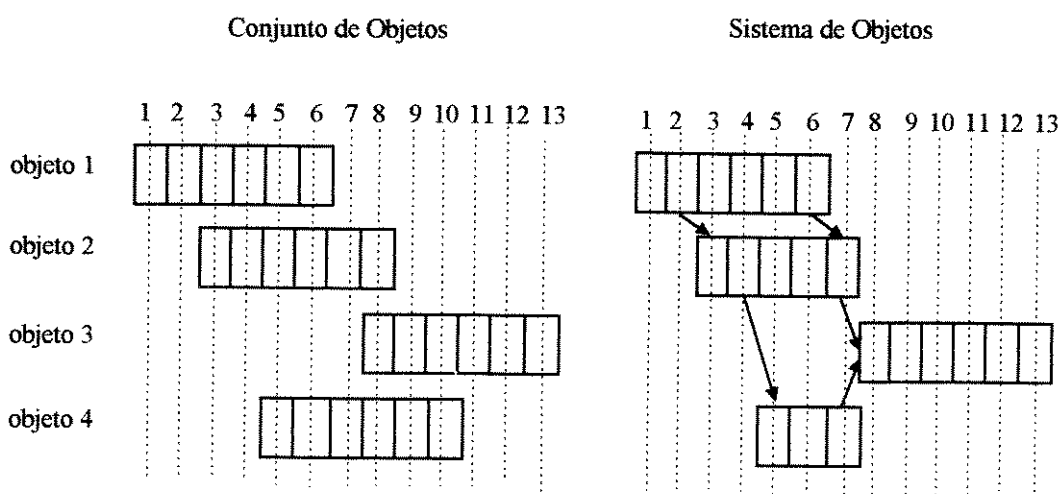 Conjunto de Objetos
Sistema de Objetos
1 2 3 4 5 6 7 8 9 10 11 12 13
1 2 3 4 5 6 7 8 9 10 11 12 13
objeto 1
objeto 2
objeto 3
objeto 4